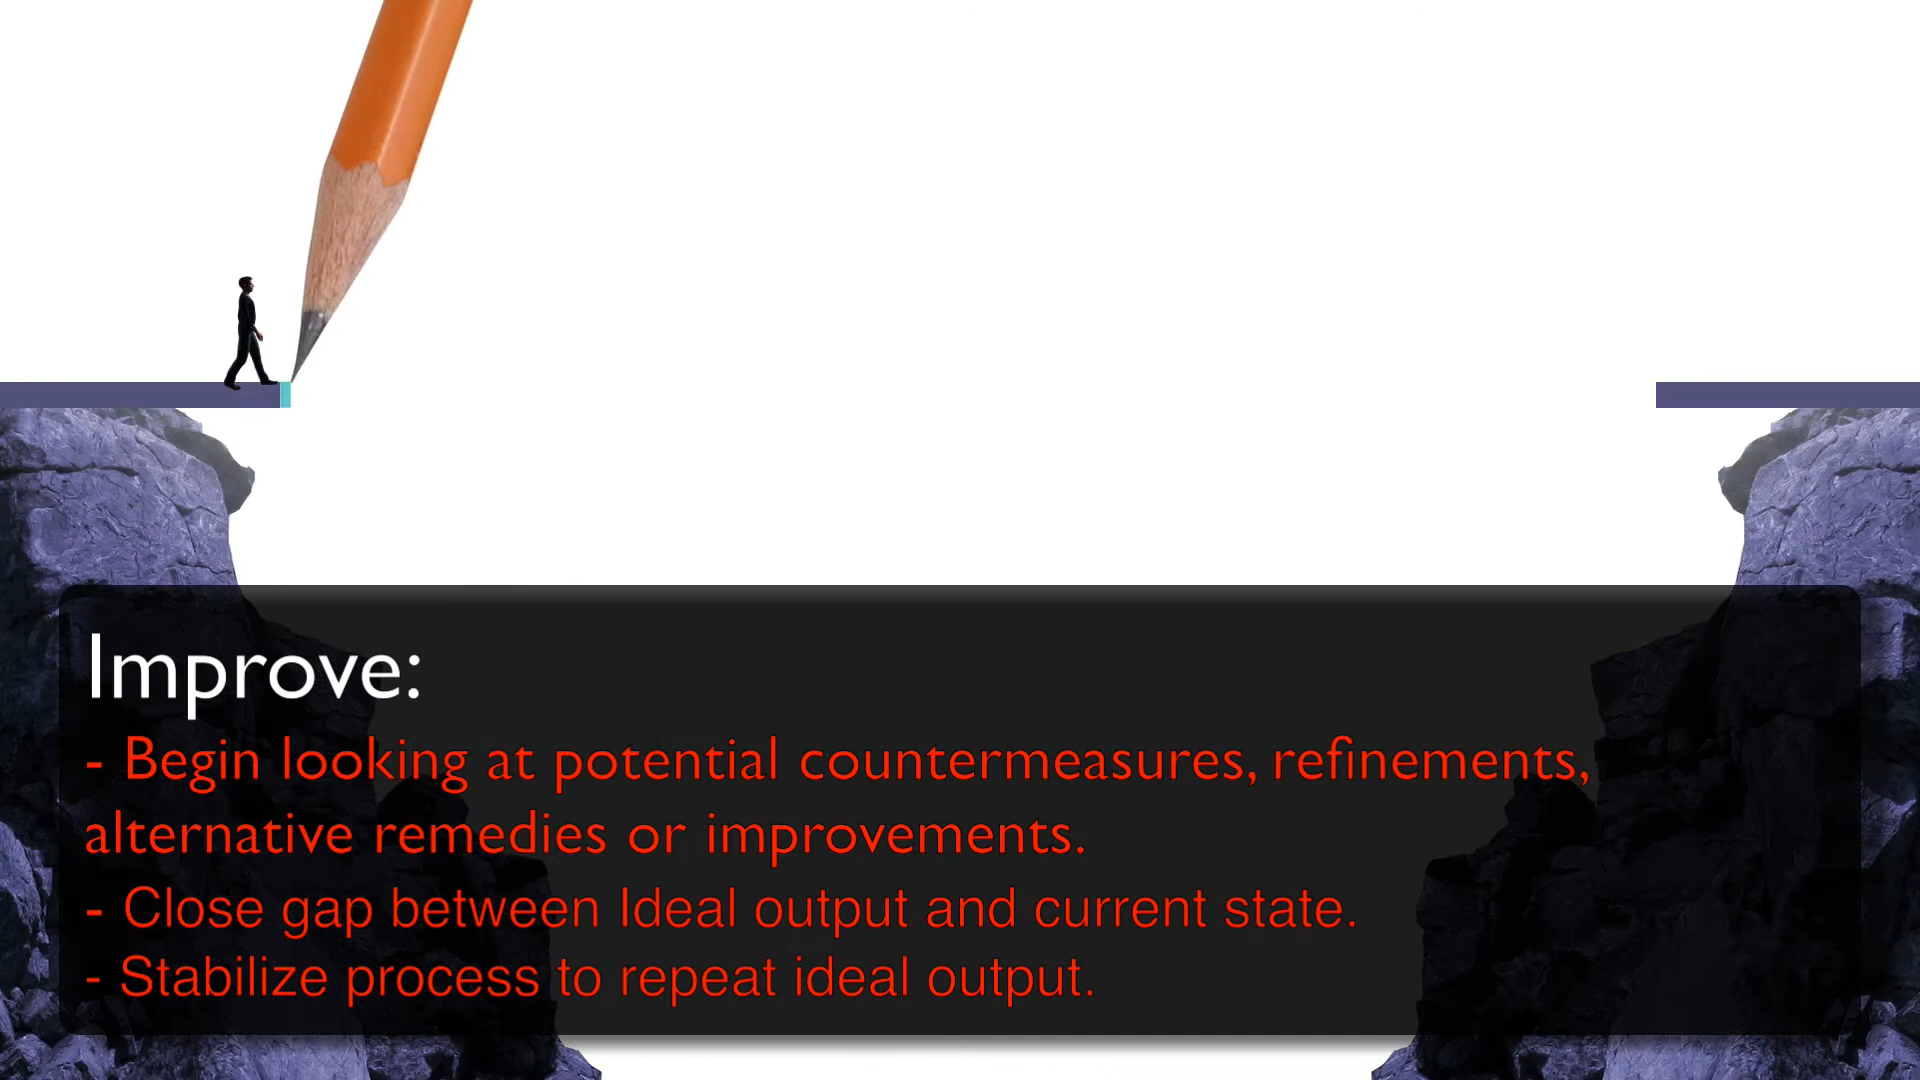 Improve:
- Begin looking at potential countermeasures, refinements,
alternative remedies or improvements.
- Close gap between Ideal output and current state.
- Stabilize process to repeat ideal output.